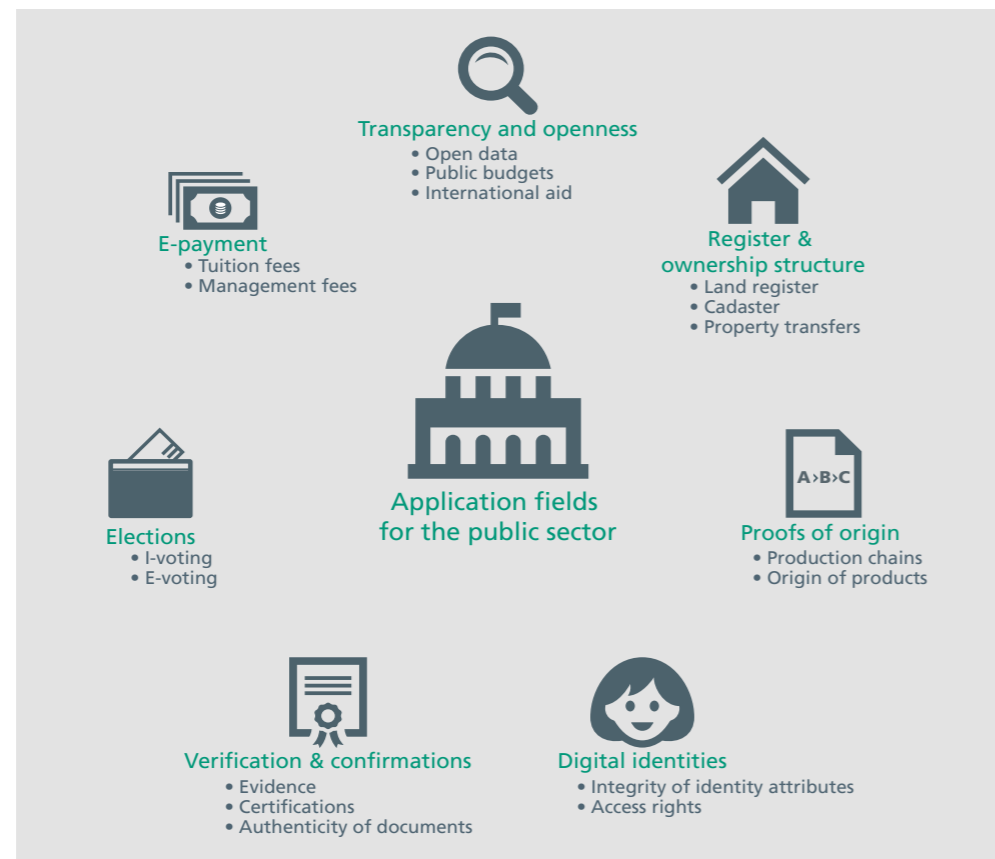 Transparency and openness
• Open data
• Public budgets
• International aid
E-payment
• Tuition fees
• Management fees
Register &
ownership structure
• Land register
• Cadaster
• Property transfers
Application fields
for the public sector
Elections
• I-voting
• E-voting
A›B›C
Proofs of origin
• Production chains
• Origin of products
Verification & confirmations
• Evidence
• Certifications
• Authenticity of documents
Digital identities
• Integrity of identity attributes
• Access rights